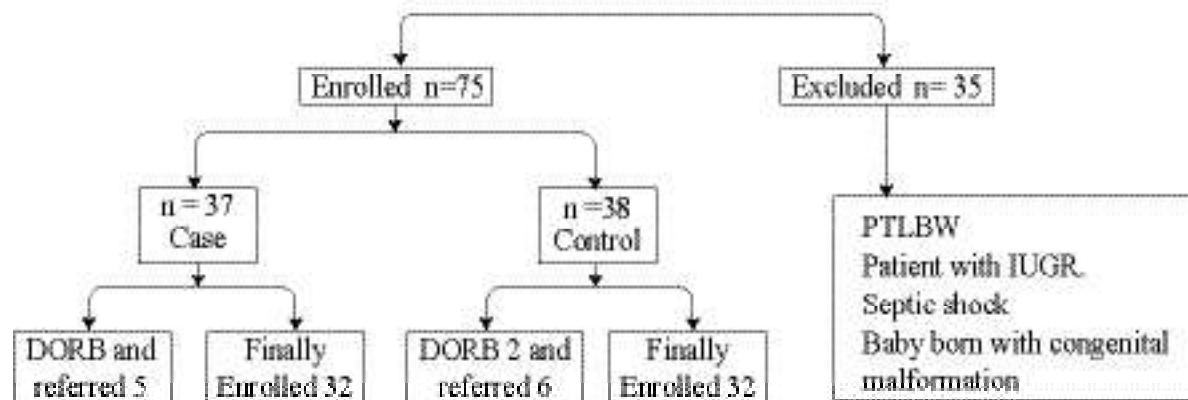 Enrolled n=75
Excluded n= 35
n = 37
Case
n =38
Control
PTLBW
Patient with IUGR.
Septic shock
Baby born with congenital
malformation
DORB and
referred 5
Finally
Enrolled 32
DORB 2 and
referred 6
Finally
Enrolled 32